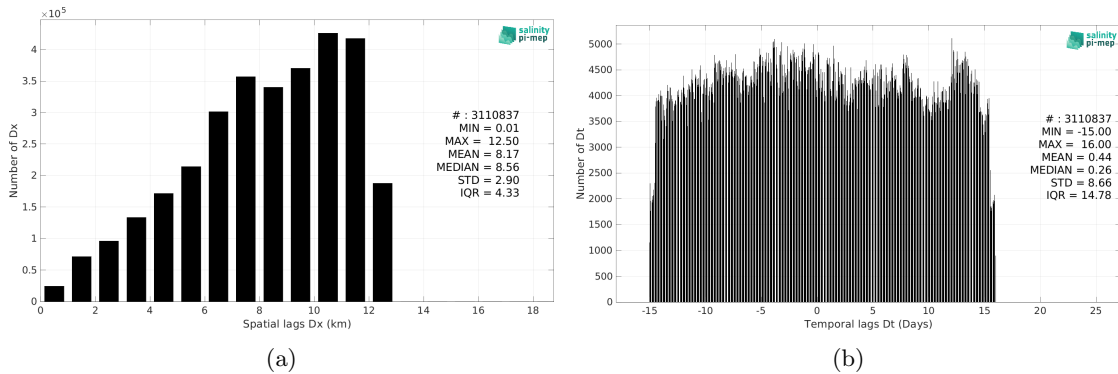 ×10⁵
4
3.5
3
2.5
2
1.5
1
0.5
0
0 2 4 6 8 10 12 14 16 18
Number of Dx
Spatial lags Dx (km)
salinity
pi-mep
# : 3110837
MIN = 0.01
MAX = 12.50
MEAN = 8.17
MEDIAN = 8.56
STD = 2.90
IQR = 4.33
(a)
5000
4500
4000
3500
3000
2500
2000
1500
1000
500
0
-15 -10 -5 0 5 10 15 20 25
Number of Dt
Temporal lags Dt (Days)
salinity
pi-mep
# : 3110837
MIN = -15.00
MAX = 16.00
MEAN = 0.44
MEDIAN = 0.26
STD = 8.66
IQR = 14.78
(b)